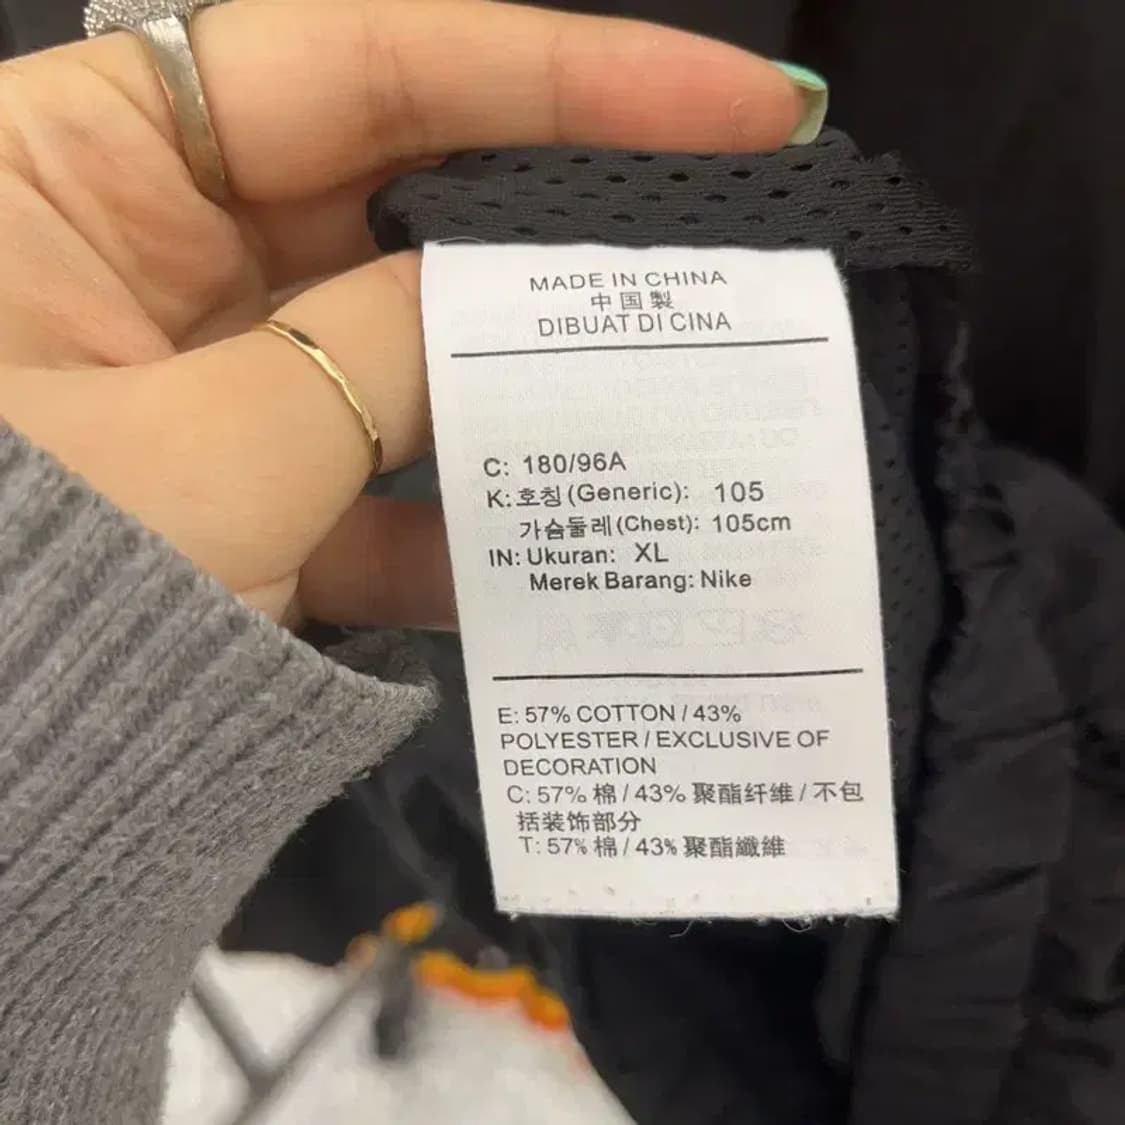 MADE IN CHINA
中国製
DIBUAT DI CINA
C: 180/96A
K: 호칭 (Generic): 105
가슴둘레 (Chest): 105cm
IN: Ukuran: XL
Merek Barang: Nike
E: 57% COTTON / 43%
POLYESTER / EXCLUSIVE OF
DECORATION
C: 57% 棉 / 43% 聚酯纤维 / 不包
括装饰部分
T: 57% 棉 / 43% 聚酯纖維